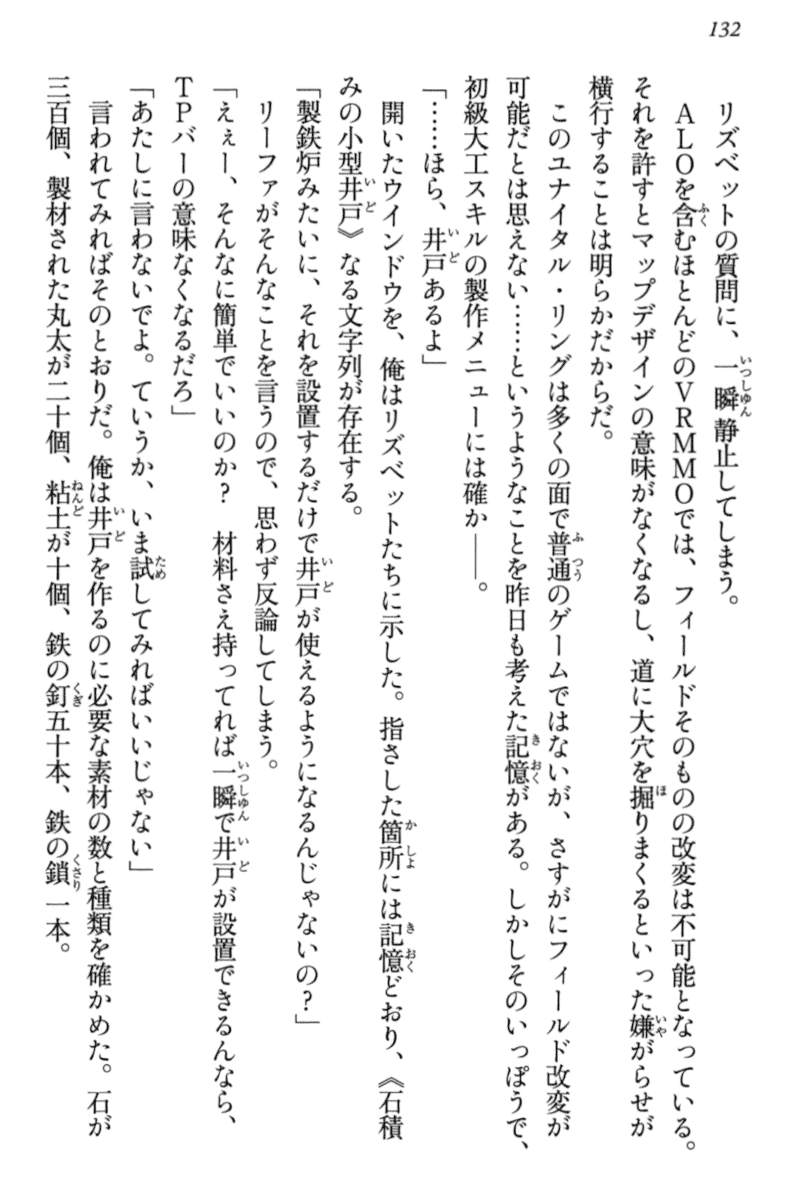 132
リズベットの質問に、一瞬静止してしまう。
ALOを含むほとんどのVRMMOでは、フィールドそのものの改変は不可能となっている。
それを許すとマップデザインの意味がなくなるし、道に大穴を掘りまくるといった嫌がらせが
横行することは明らかだからだ。
このユナイタル・リングは多くの面で普通のゲームではないが、さすがにフィールド改変が
可能だとは思えない……というようなことを昨日も考えた記憶がある。しかしそのいっぽうで、
初級大工スキルの製作メニューには確か――。
「……ほら、井戸あるよ」
開いたウインドウを、俺はリズベットたちに示した。指さした箇所には記憶どおり、《石積
みの小型井戸》なる文字列が存在する。
「製鉄炉みたいに、それを設置するだけで井戸が使えるようになるんじゃないの？」
リーファがそんなことを言うので、思わず反論してしまう。
「えぇー、そんなに簡単でいいのか？　材料さえ持ってれば一瞬で井戸が設置できるんなら、
TPバーの意味なくなるだろ」
「あたしに言わないでよ。ていうか、いま試してみればいいじゃない」
言われてみればそのとおりだ。俺は井戸を作るのに必要な素材の数と種類を確かめた。石が
三百個、製材された丸太が二十個、粘土が十個、鉄の釘五十本、鉄の鎖一本。